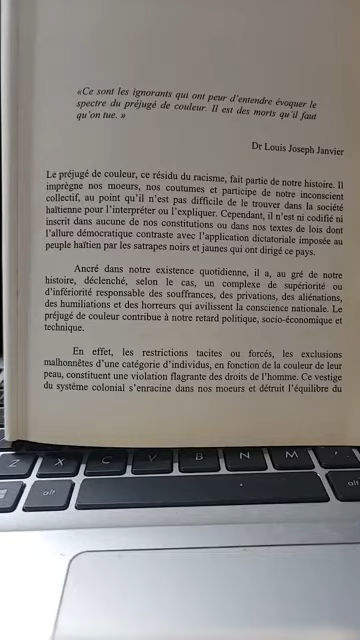 «Ce sont les ignorants qui ont peur d'entendre évoquer le
spectre du préjugé de couleur. Il est des morts qu'il faut
qu'on tue. »
Dr Louis Joseph Janvier
Le préjugé de couleur, ce résidu du racisme, fait partie de notre histoire. Il
imprègne nos moeurs, nos coutumes et participe de notre inconscient
collectif, au point qu'il n'est pas difficile de le trouver dans la société
haïtienne pour l'interpréter ou l'expliquer. Cependant, il n'est ni codifié ni
inscrit dans aucune de nos constitutions ou dans nos textes de lois dont
l'allure démocratique contraste avec l'application dictatoriale imposée au
peuple haïtien par les satrapes noirs et jaunes qui ont dirigé ce pays.
Ancré dans notre existence quotidienne, il a, au gré de notre
histoire, déclenché, selon le cas, un complexe de supériorité ou
d'infériorité responsable des souffrances, des privations, des aliénations,
des humiliations et des horreurs qui avilissent la conscience nationale. Le
préjugé de couleur contribue à notre retard politique, socio-économique et
technique.
En effet, les restrictions tacites ou forcés, les exclusions
malhonnêtes d'une catégorie d'individus, en fonction de la couleur de leur
peau, constituent une violation flagrante des droits de l'homme. Ce vestige
du système colonial s'enracine dans nos moeurs et détruit l'équilibre du
Z X C V B N M
alt alt